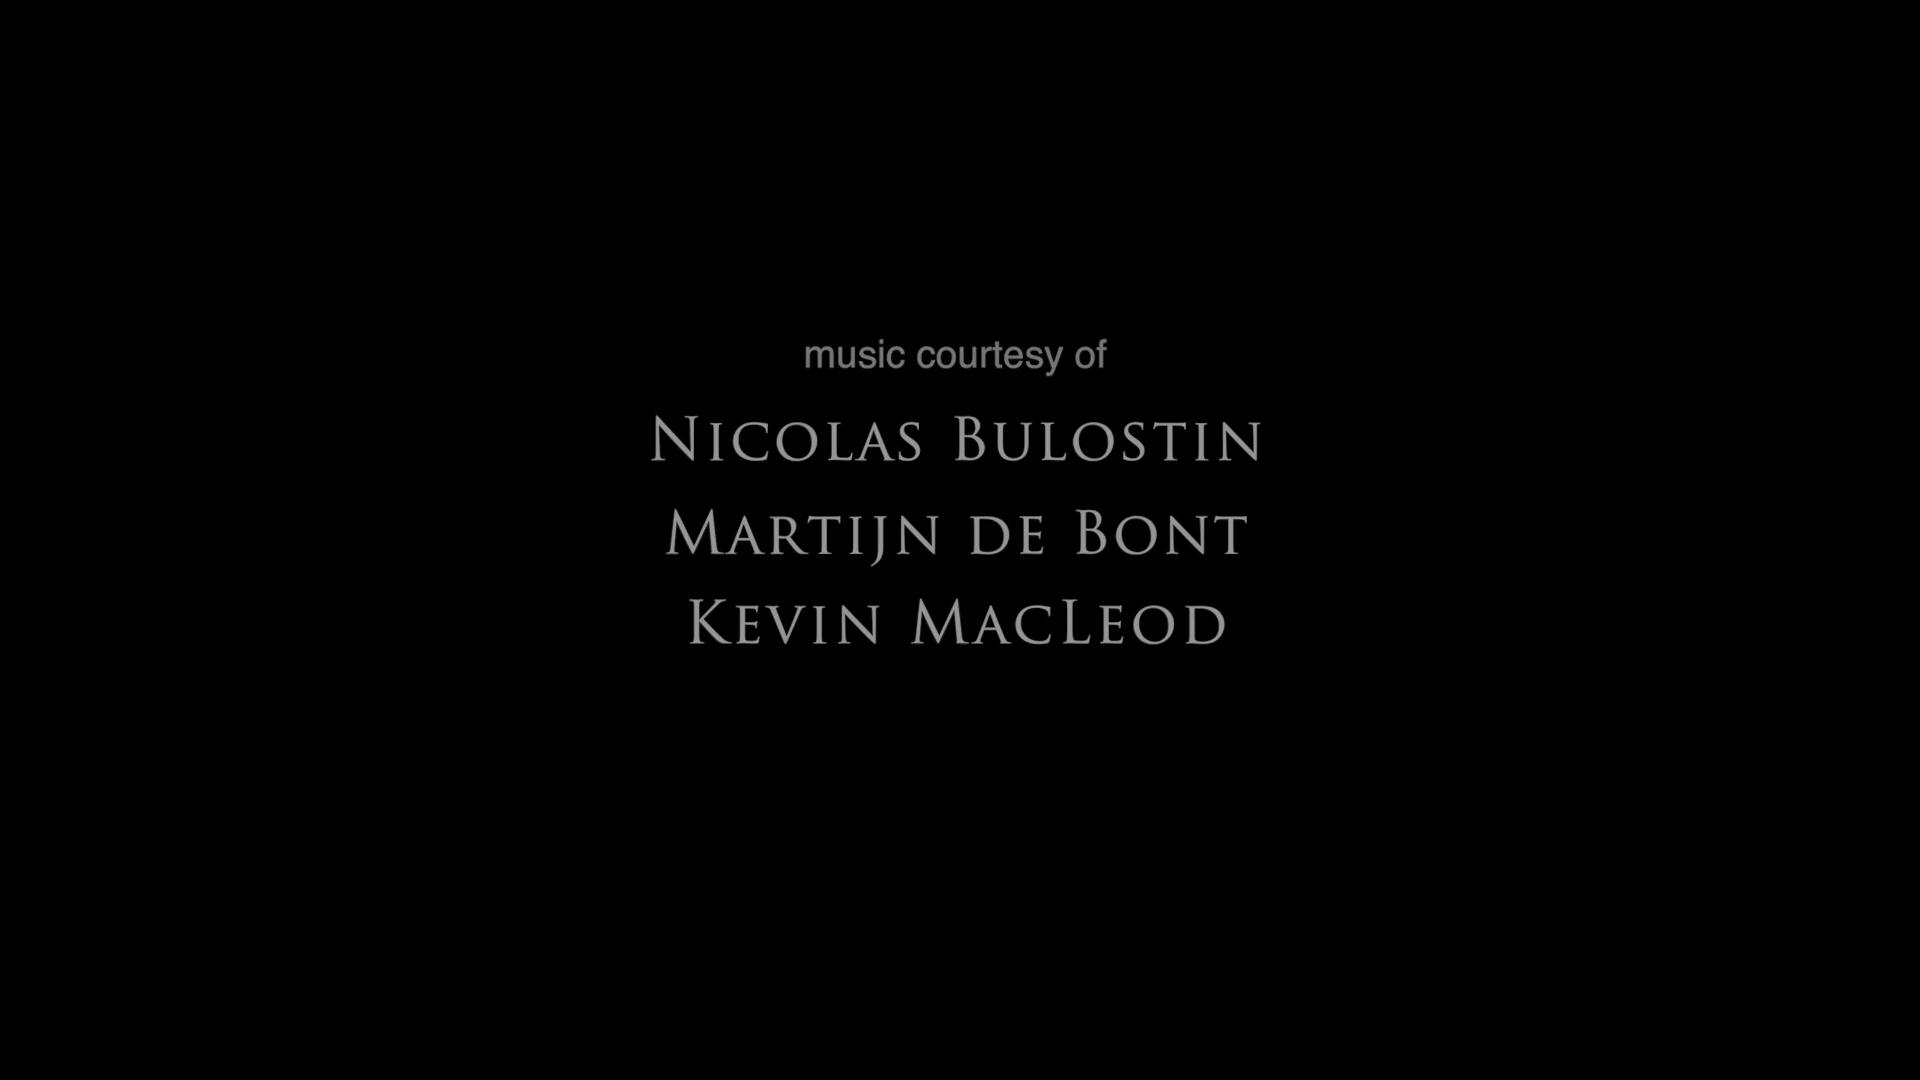 music courtesy of
Nicolas Bulostin
Martijn de Bont
Kevin MacLeod